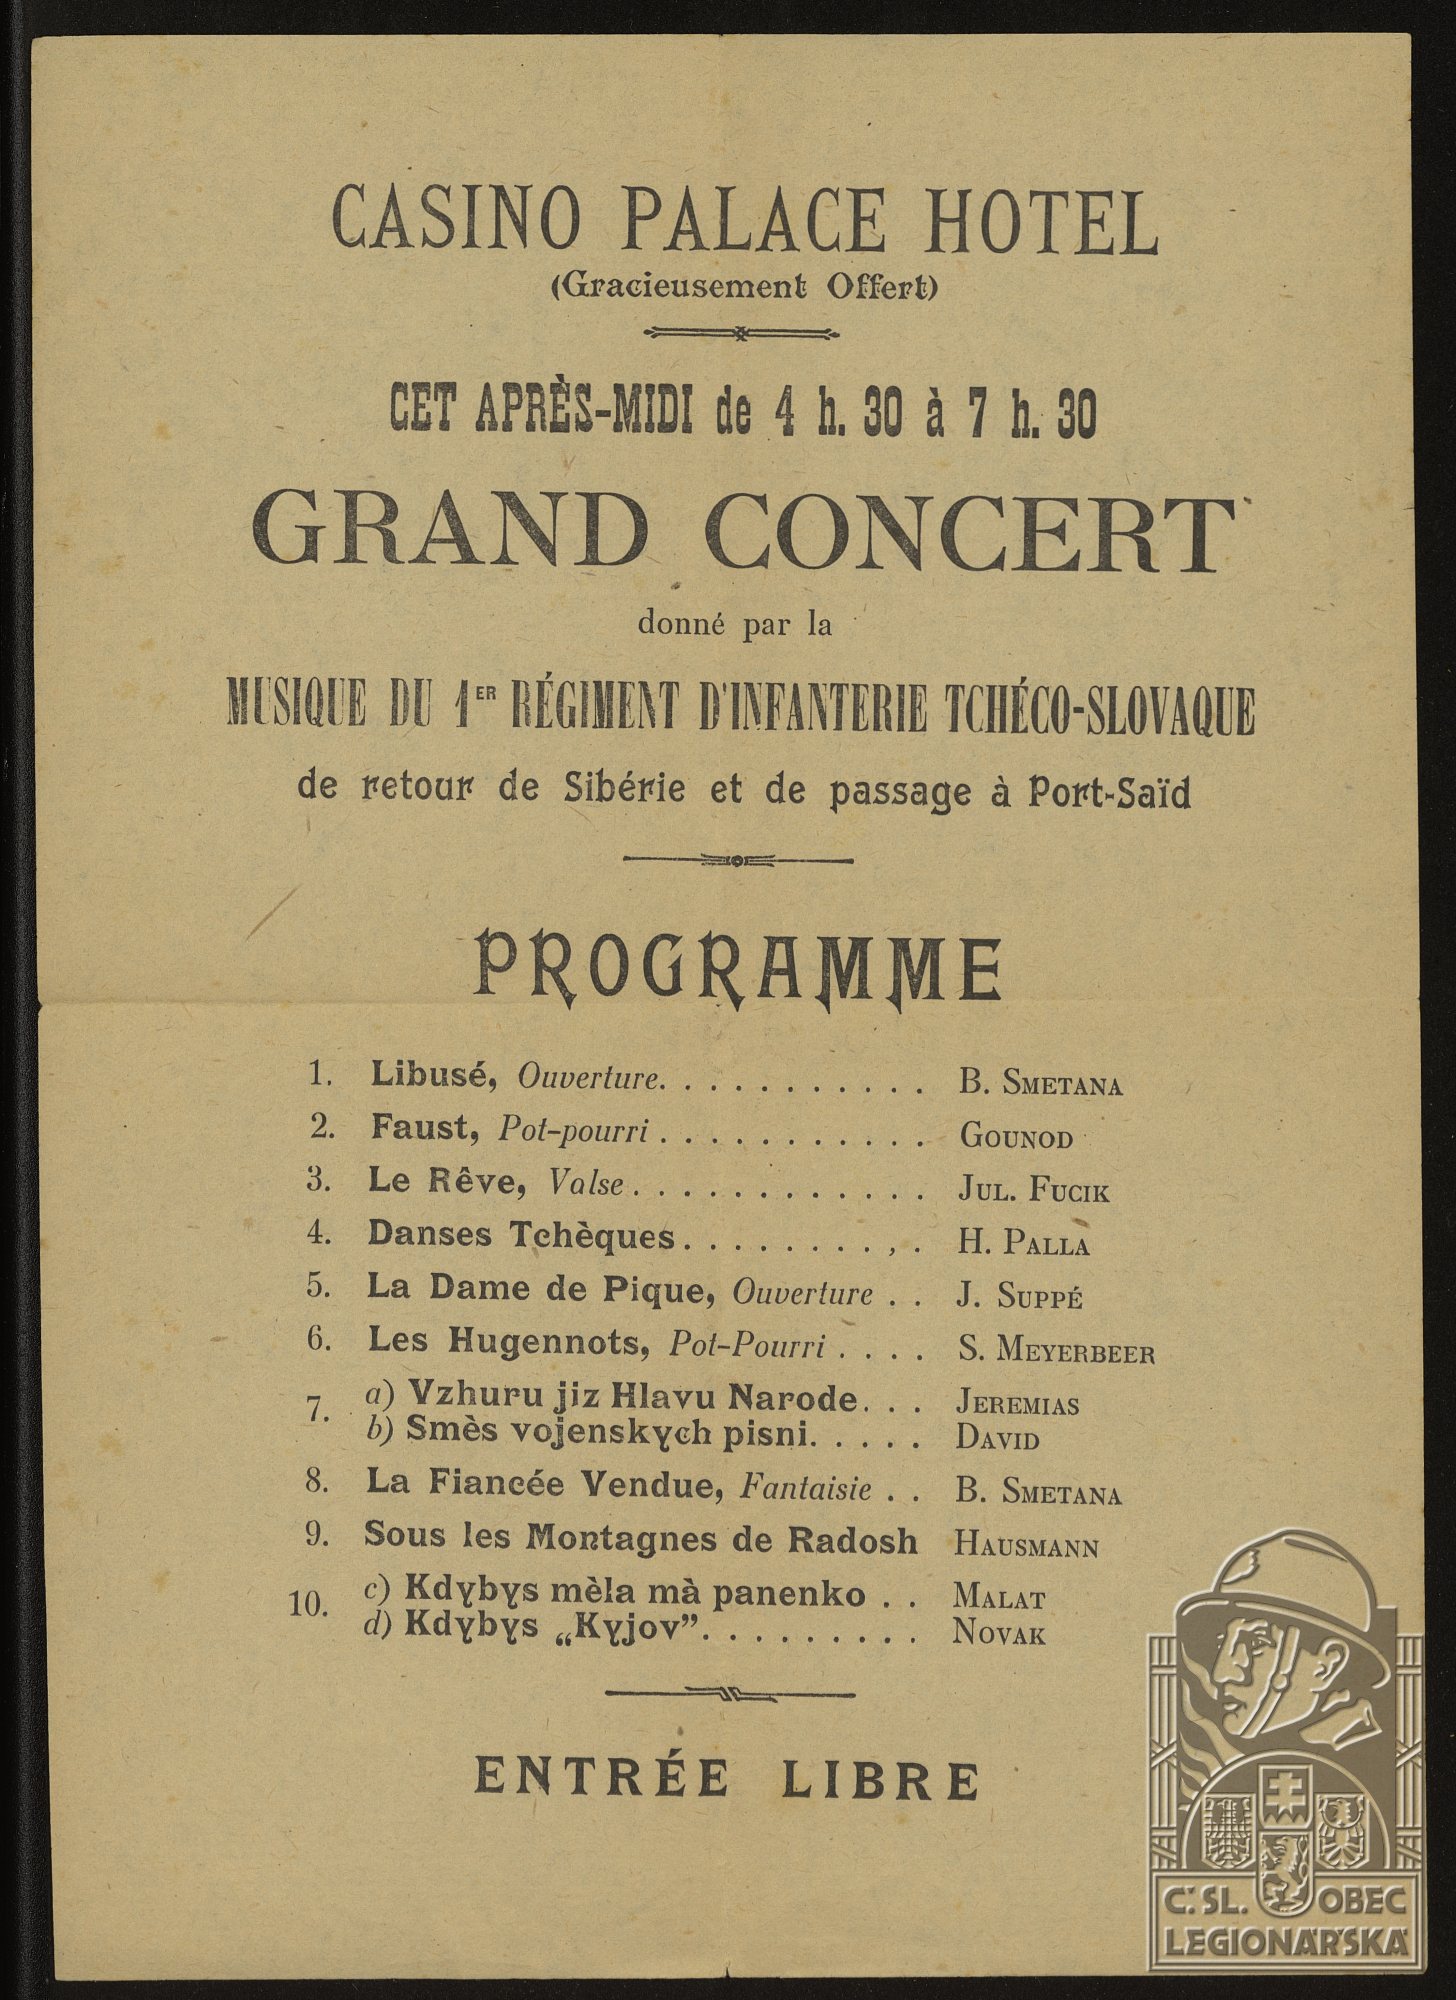 CASINO PALACE HOTEL
(Gracieusement Offert)
CET APRÈS-MIDI de 4 h. 30 à 7 h. 30
GRAND CONCERT
donné par la
MUSIQUE DU 1ER RÉGIMENT D'INFANTERIE TCHÉCO-SLOVAQUE
de retour de Sibérie et de passage à Port-Saïd
PROGRAMME
1. Libusé, Ouverture. . . . . . . . . . . . B. SMETANA
2. Faust, Pot-pourri . . . . . . . . . . . GOUNOD
3. Le Rêve, Valse . . . . . . . . . . . . . JUL. FUCIK
4. Danses Tchèques . . . . . . . . . , . H. PALLA
5. La Dame de Pique, Ouverture . . J. SUPPÉ
6. Les Hugennots, Pot-Pourri . . . . S. MEYERBEER
7. a) Vzhuru jiz Hlavu Narode. . . JEREMIAS
b) Smès vojenskych pisni. . . . . DAVID
8. La Fiancée Vendue, Fantaisie . . B. SMETANA
9. Sous les Montagnes de Radosh HAUSMANN
10. c) Kdybys mèla mà panenko . . MALAT
d) Kdybys „Kyjov”. . . . . . . . . NOVAK
ENTRÉE LIBRE
Č. SL. OBEC
LEGIONÁŘSKÁ